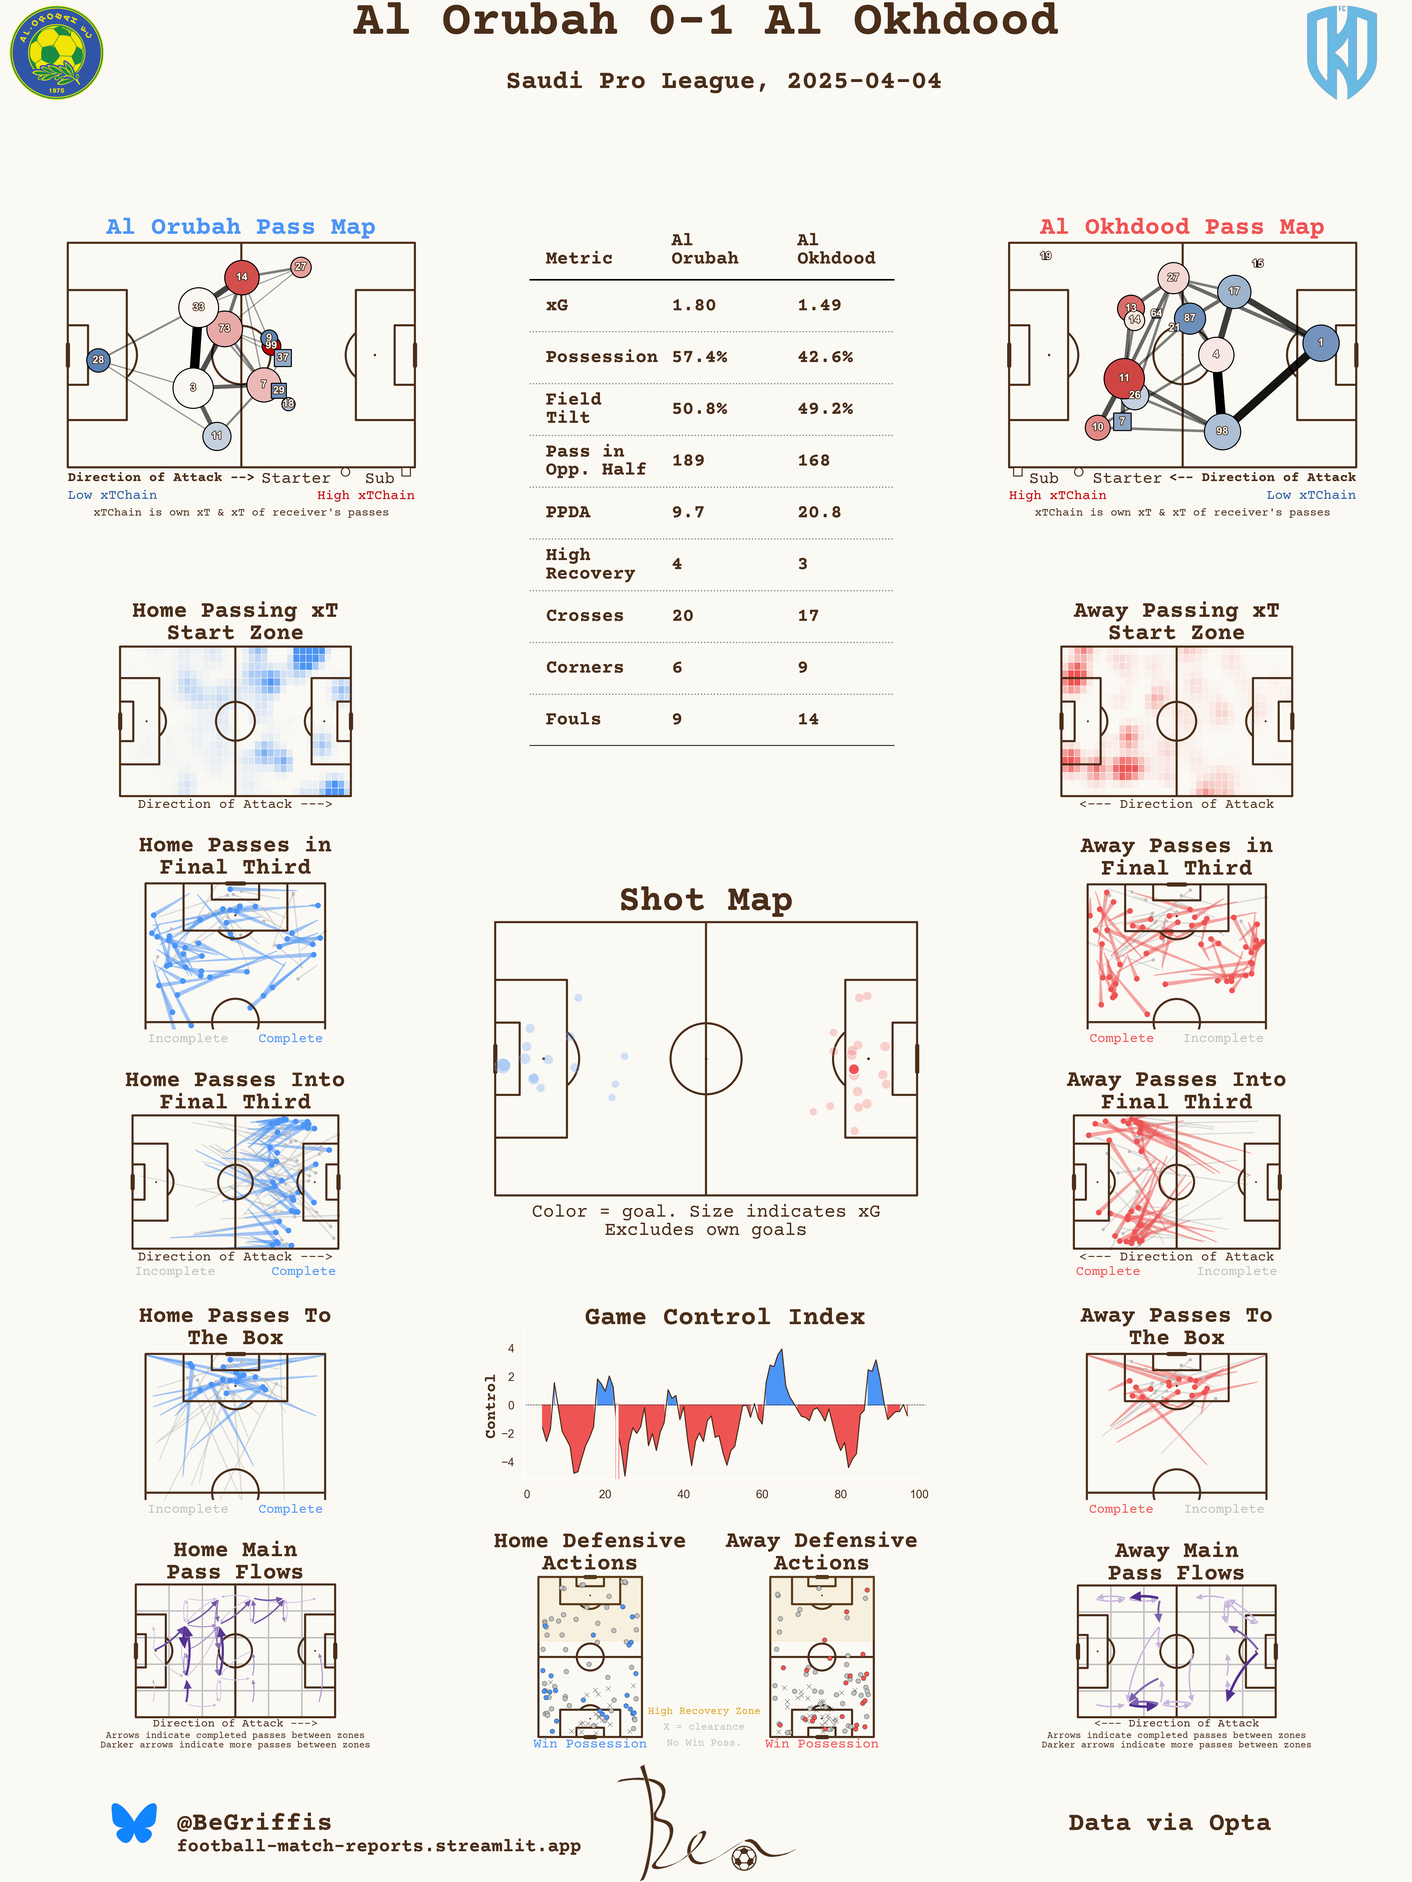 Al Orubah 0-1 Al Okhdood
Saudi Pro League, 2025-04-04
AL-OROBAH FC
1975
FC
Al Orubah Pass Map
14
27
33
73
9
99
37
28
3
7
29
18
11
Direction of Attack --> Starter Sub
Low xTChain High xTChain
xTChain is own xT & xT of receiver's passes
Metric Al Orubah Al Okhdood
xG 1.80 1.49
Possession 57.4% 42.6%
Field Tilt 50.8% 49.2%
Pass in Opp. Half 189 168
PPDA 9.7 20.8
High Recovery 4 3
Crosses 20 17
Corners 6 9
Fouls 9 14
Al Okhdood Pass Map
19
15
27
17
13
14
64
87
21
1
4
11
26
7
10
98
Sub Starter <-- Direction of Attack
High xTChain Low xTChain
xTChain is own xT & xT of receiver's passes
Home Passing xT
Start Zone
Direction of Attack --->
Away Passing xT
Start Zone
<--- Direction of Attack
Home Passes in
Final Third
Incomplete Complete
Away Passes in
Final Third
Complete Incomplete
Shot Map
Color = goal. Size indicates xG
Excludes own goals
Home Passes Into
Final Third
Direction of Attack --->
Incomplete Complete
Away Passes Into
Final Third
<--- Direction of Attack
Complete Incomplete
Home Passes To
The Box
Incomplete Complete
Game Control Index
Control
4
2
0
−2
−4
0 20 40 60 80 100
Away Passes To
The Box
Complete Incomplete
Home Main
Pass Flows
Direction of Attack --->
Arrows indicate completed passes between zones
Darker arrows indicate more passes between zones
Home Defensive
Actions
Win Possession
Away Defensive
Actions
Win Possession
High Recovery Zone
X = clearance
No Win Poss.
Away Main
Pass Flows
<--- Direction of Attack
Arrows indicate completed passes between zones
Darker arrows indicate more passes between zones
@BeGriffis
football-match-reports.streamlit.app
Ben
Data via Opta